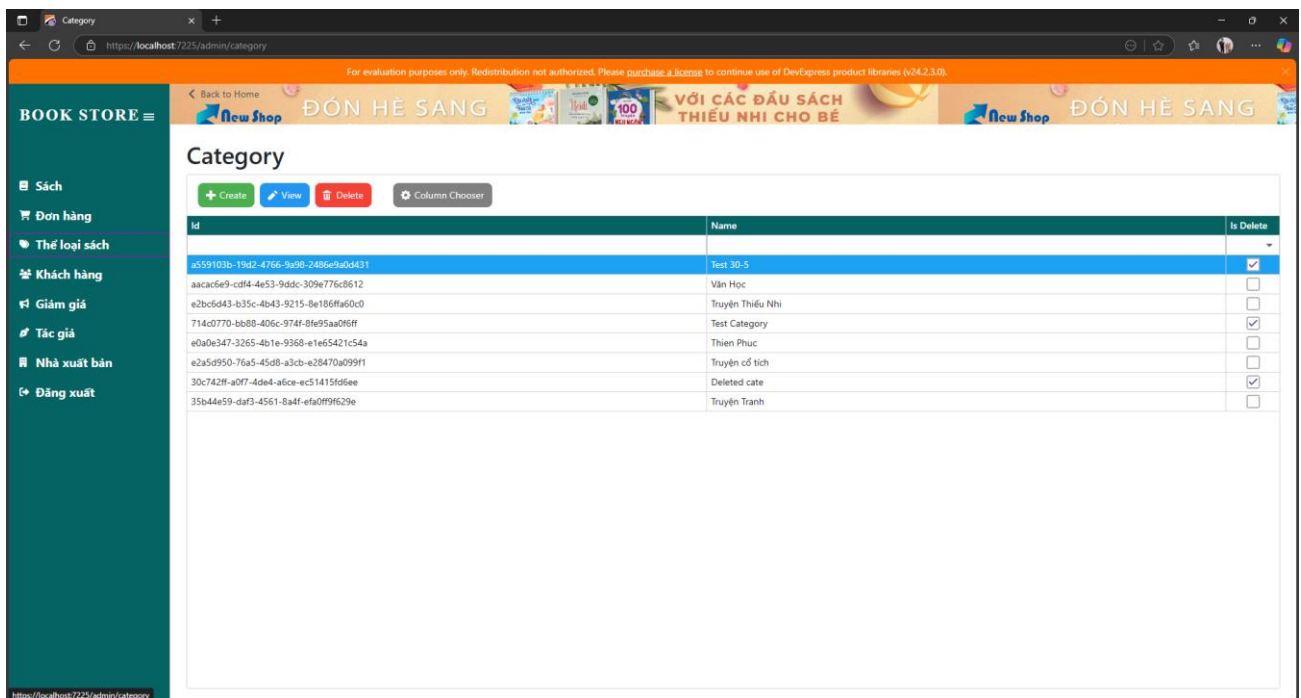 Category
https://localhost:7225/admin/category
For evaluation purposes only. Redistribution not authorized. Please purchase a license to continue use of DevExpress product libraries (v24.2.3.0).
BOOK STORE
Back to Home
New Shop ĐÓN HÈ SANG 100 VỚI CÁC ĐẦU SÁCH THIẾU NHI CHO BÉ New Shop ĐÓN HÈ SANG
Category
Sách
Đơn hàng
Thể loại sách
Khách hàng
Giảm giá
Tác giả
Nhà xuất bản
Đăng xuất
Create View Delete Column Chooser
Id Name Is Delete
a559103b-19d2-4766-9a98-2486e9a0d431 Test 30-5
aacac6e9-cdf4-4e53-9ddc-309e776c8612 Văn Học
e2bc6d43-b35c-4b43-9215-8e186ffa60c0 Truyện Thiếu Nhi
714c0770-bb88-406c-974f-8fe95aa0f6ff Test Category
e0a0e347-3265-4b1e-9368-e1e65421c54a Thien Phuc
e2a5d950-76a5-45d8-a3cb-e28470a099f1 Truyện cổ tích
30c742ff-a0f7-4de4-a6ce-ec51415fd6ee Deleted cate
35b44e59-daf3-4561-8a4f-efa0ff9f629e Truyện Tranh
https://localhost:7225/admin/category